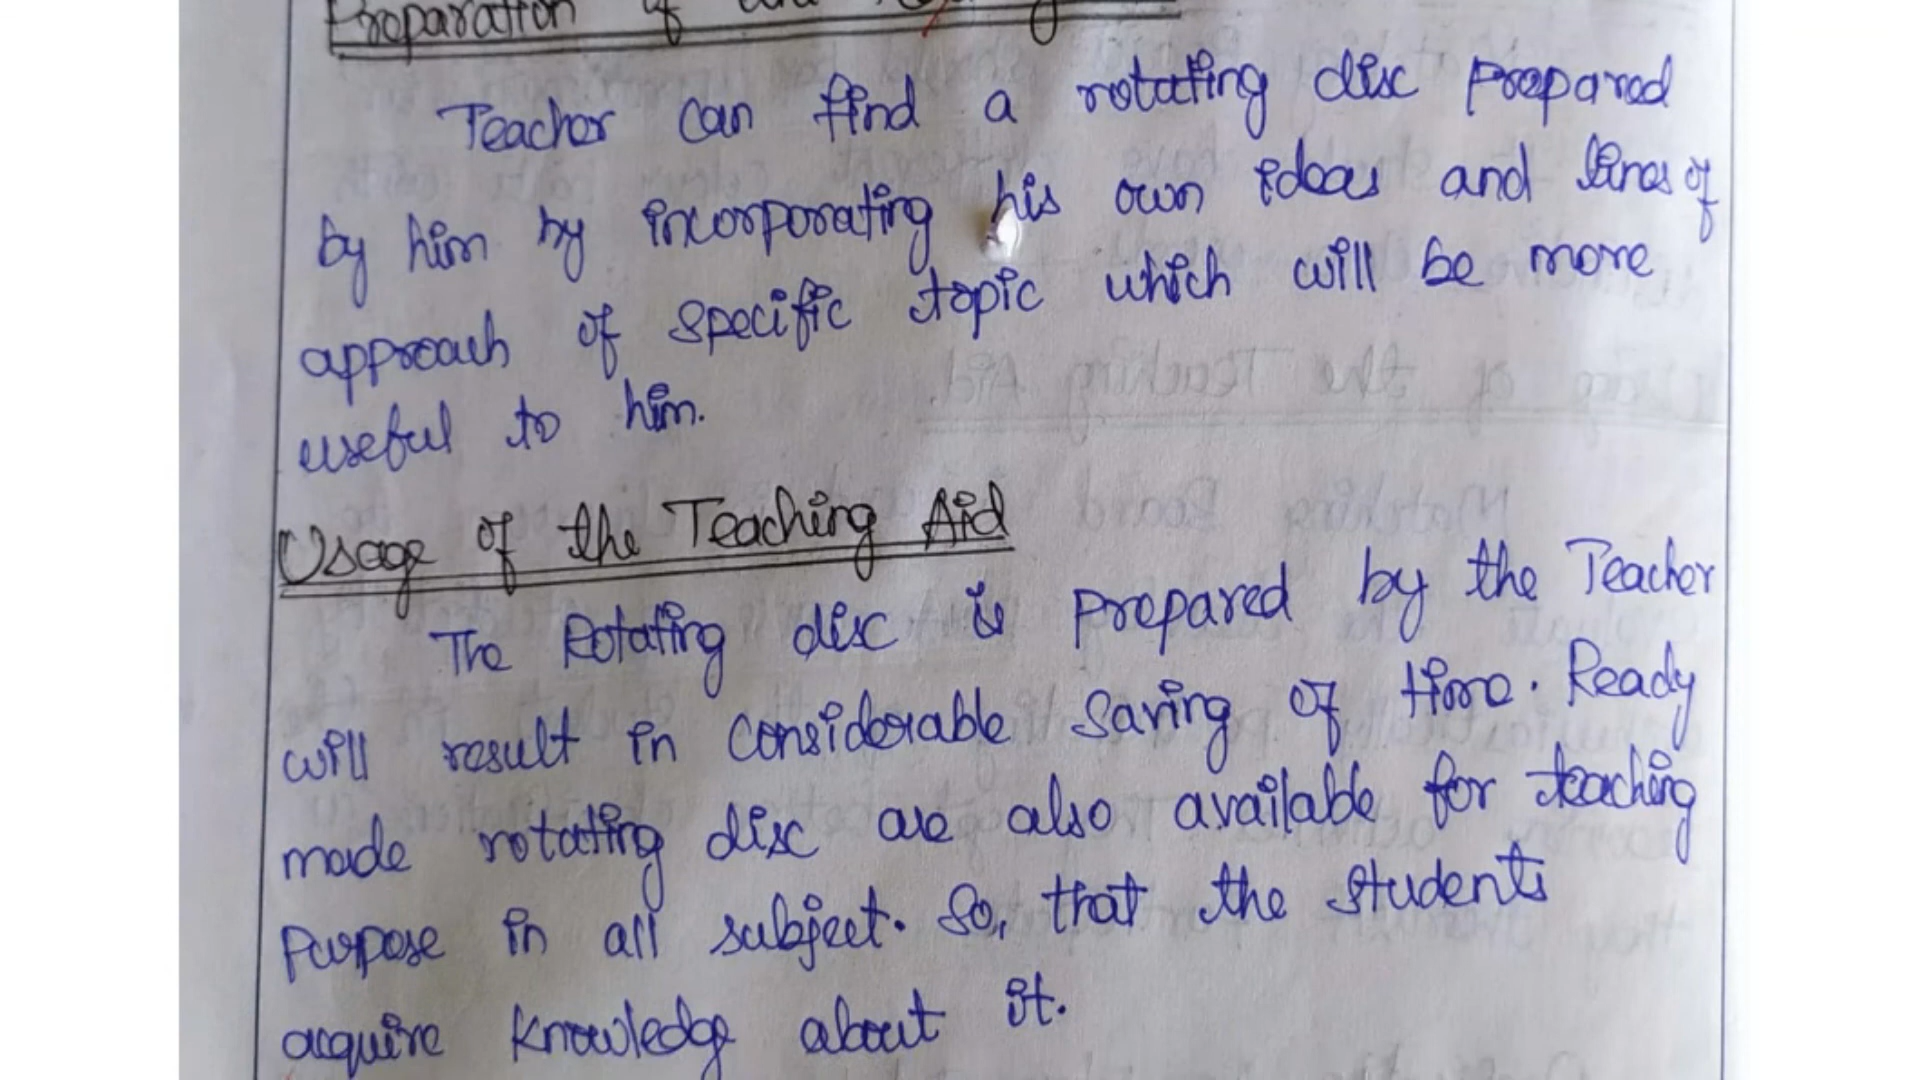 Preparation of
Teacher can find a rotating disc prepared
by him by incorporating his own ideas and lines of
approach of specific topic which will be more
useful to him.
Usage of the Teaching Aid
The Rotating disc is prepared by the Teacher
will result in considerable saving of time. Ready
made rotating disc are also available for teaching
purpose in all subject. So, that the students
acquire knowledge about it.